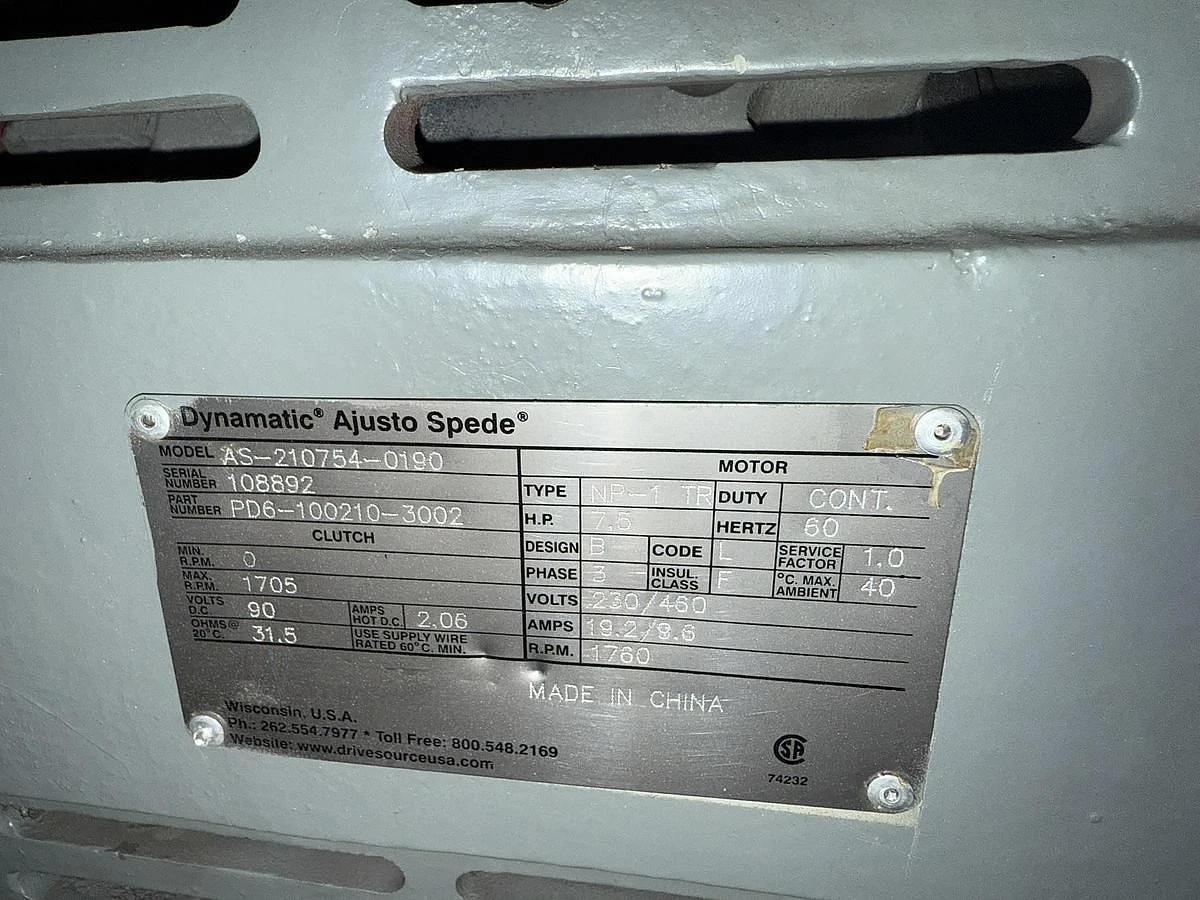 Dynamatic® Ajusto Spede®
MODEL AS-210754-0190
SERIAL NUMBER 108892
PART NUMBER PD6-100210-3002
CLUTCH
MIN. R.P.M. 0
MAX. R.P.M. 1705
VOLTS D.C. 90 AMPS HOT D.C. 2.06
OHMS@ 20°C. 31.5 USE SUPPLY WIRE RATED 60°C. MIN.
MOTOR
TYPE NP-1 TR DUTY CONT.
H.P. 7.5 HERTZ 60
DESIGN B CODE L SERVICE FACTOR 1.0
PHASE 3 INSUL. CLASS F °C. MAX. AMBIENT 40
VOLTS 230/460
AMPS 19.2/9.6
R.P.M. 1760
MADE IN CHINA
Wisconsin, U.S.A.
Ph.: 262.554.7977 * Toll Free: 800.548.2169
Website: www.drivesourceusa.com
SA
74232